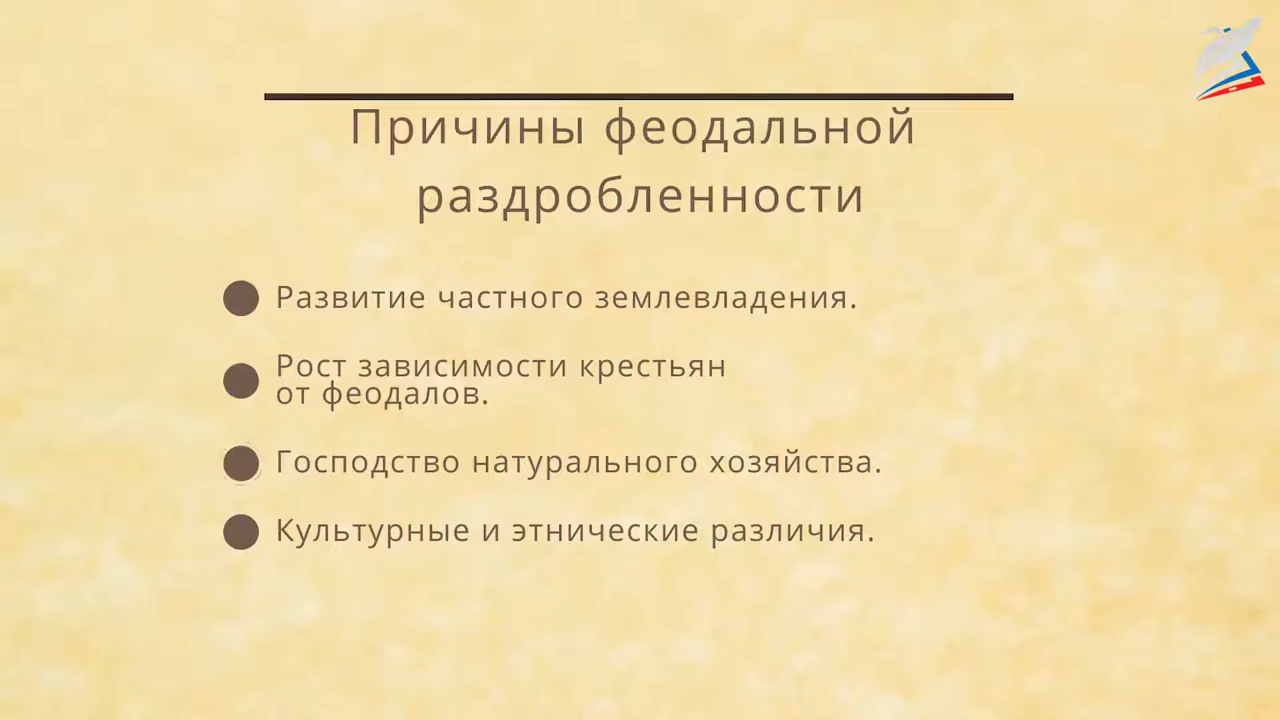 Причины феодальной
раздробленности
Развитие частного землевладения.
Рост зависимости крестьян
от феодалов.
Господство натурального хозяйства.
Культурные и этнические различия.